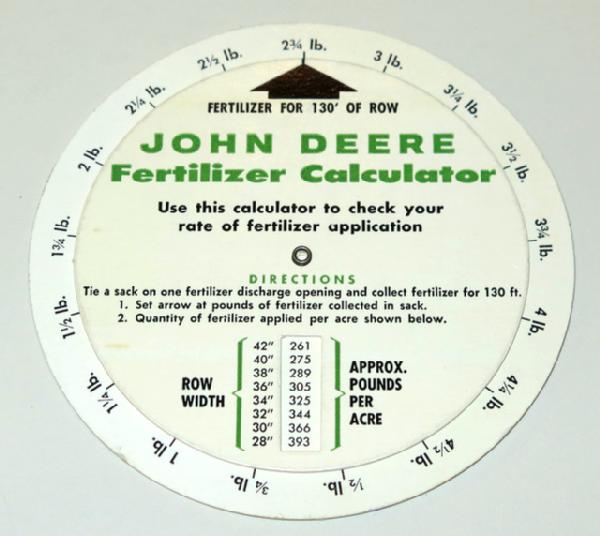 2¾ lb.
3 lb.
3¼ lb.
3½ lb.
3¾ lb.
4 lb.
4¼ lb.
4½ lb.
½ lb.
¾ lb.
1 lb.
1¼ lb.
1½ lb.
1¾ lb.
2 lb.
2¼ lb.
2½ lb.
FERTILIZER FOR 130' OF ROW
JOHN DEERE
Fertilizer Calculator
Use this calculator to check your
rate of fertilizer application
DIRECTIONS
Tie a sack on one fertilizer discharge opening and collect fertilizer for 130 ft.
1. Set arrow at pounds of fertilizer collected in sack.
2. Quantity of fertilizer applied per acre shown below.
ROW
WIDTH
42" 261
40" 275
38" 289
36" 305
34" 325
32" 344
30" 366
28" 393
APPROX.
POUNDS
PER
ACRE